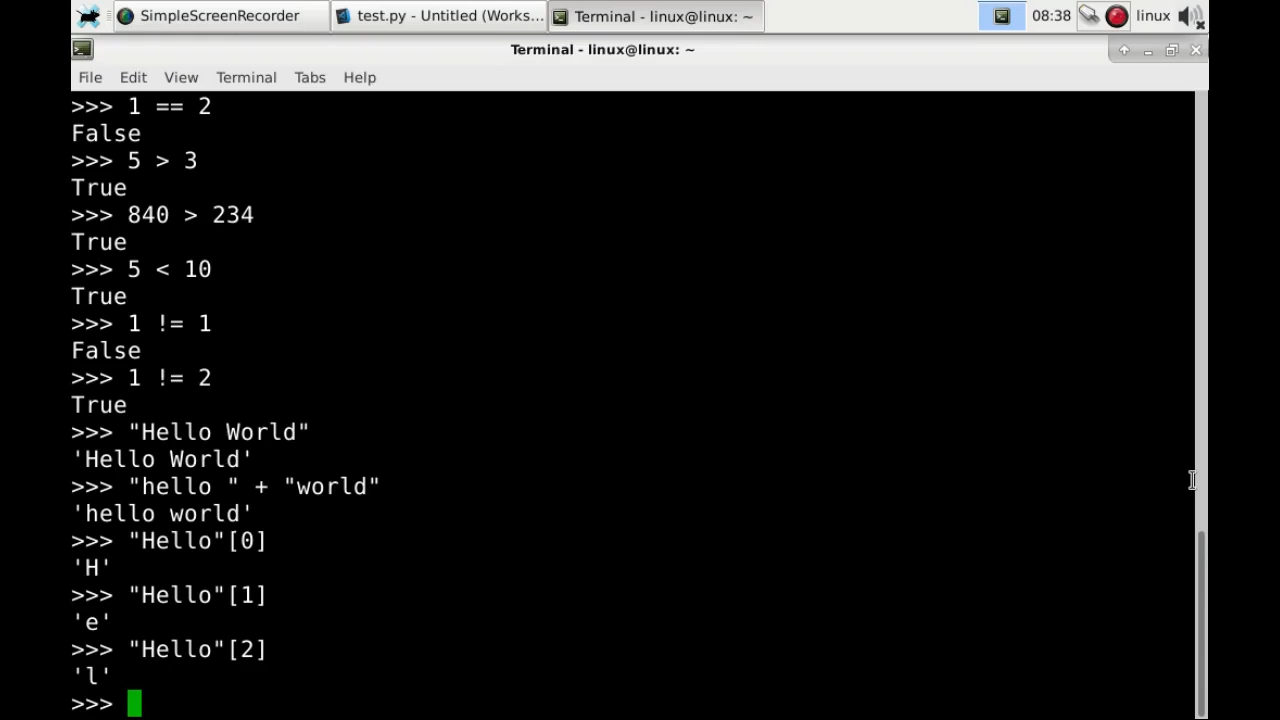 SimpleScreenRecorder
test.py - Untitled (Works...
Terminal - linux@linux: ~
08:38
linux
Terminal - linux@linux: ~
File Edit View Terminal Tabs Help
>>> 1 == 2
False
>>> 5 > 3
True
>>> 840 > 234
True
>>> 5 < 10
True
>>> 1 != 1
False
>>> 1 != 2
True
>>> "Hello World"
'Hello World'
>>> "hello " + "world"
'hello world'
>>> "Hello"[0]
'H'
>>> "Hello"[1]
'e'
>>> "Hello"[2]
'l'
>>>